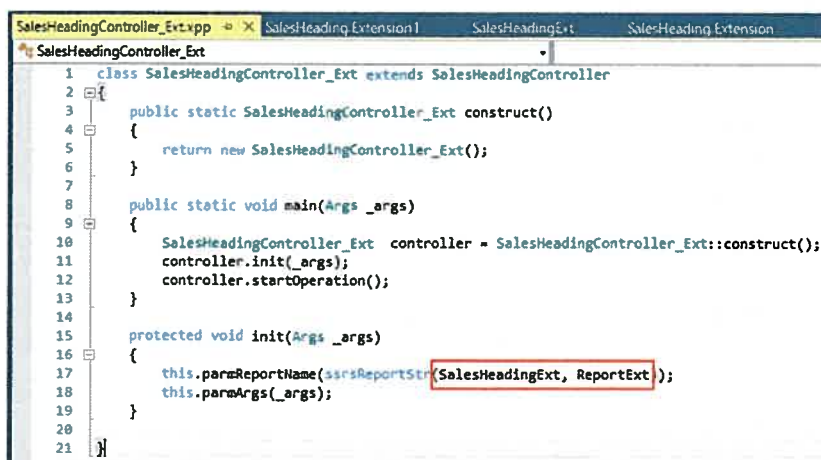 SalesHeadingController_Ext.xpp SalesHeading.Extension1 SalesHeadingExt SalesHeading.Extension
SalesHeadingController_Ext
1 class SalesHeadingController_Ext extends SalesHeadingController
2 {
3 public static SalesHeadingController_Ext construct()
4 {
5 return new SalesHeadingController_Ext();
6 }
7
8 public static void main(Args _args)
9 {
10 SalesHeadingController_Ext controller = SalesHeadingController_Ext::construct();
11 controller.init(_args);
12 controller.startOperation();
13 }
14
15 protected void init(Args _args)
16 {
17 this.parmReportName(ssrsReportStr(SalesHeadingExt, ReportExt));
18 this.parmArgs(_args);
19 }
20
21 }